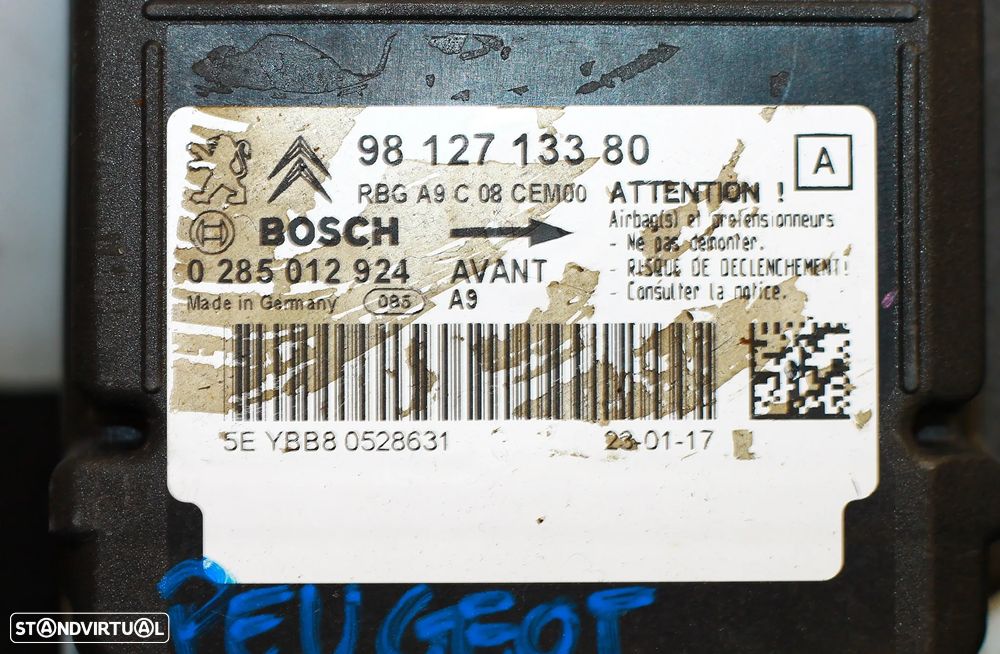 98 127 133 80
A
RBG A9 C 08 CEM00
BOSCH
0 285 012 924
Made in Germany 085
AVANT
A9
ATTENTION !
Airbag(s) et pretensionneurs
- Ne pas demonter.
- RISQUE DE DECLENCHEMENT!
- Consulter la notice.
5E YBB8 0528631
23-01-17
PEUGEOT
STANDVIRTUAL